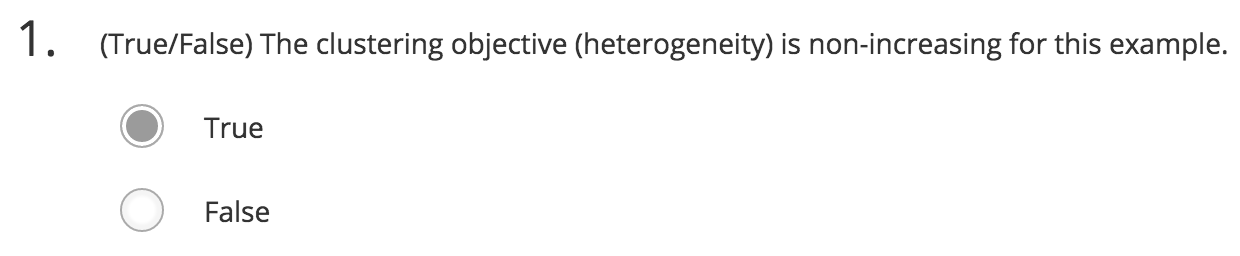 1. (True/False) The clustering objective (heterogeneity) is non-increasing for this example.
True
False